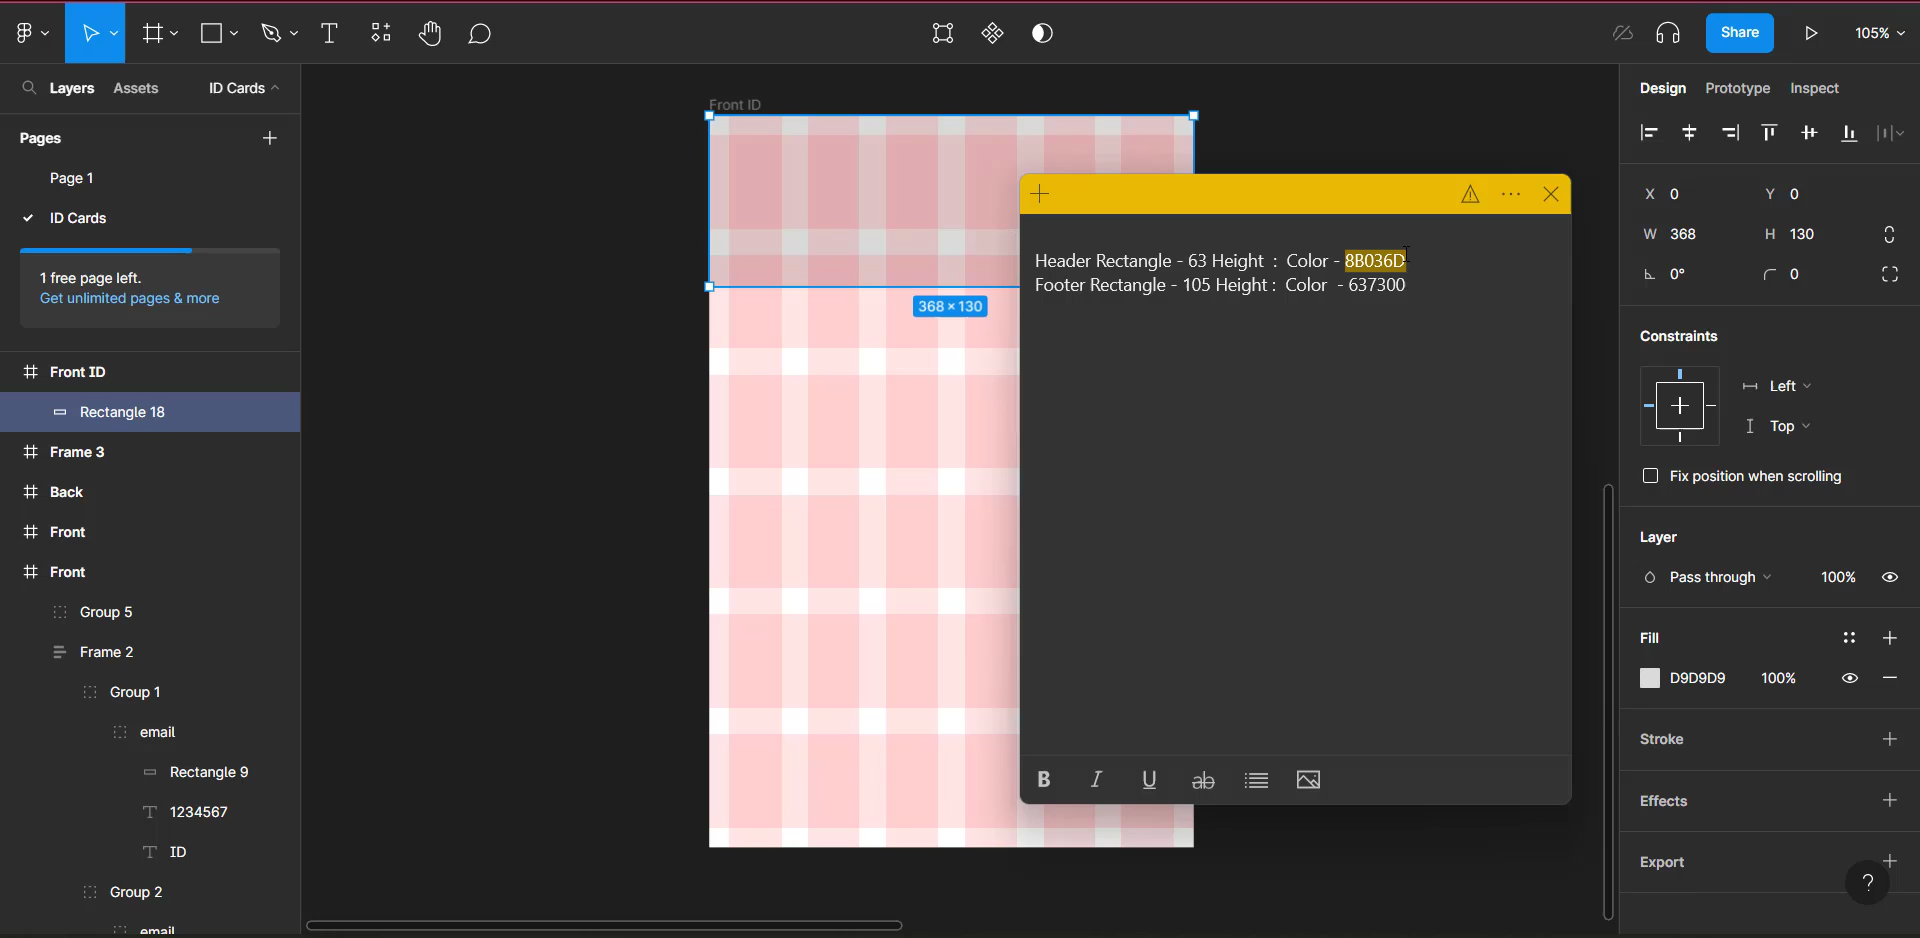 Share
105%
Layers
Assets
ID Cards
Design
Prototype
Inspect
Front ID
Pages
Page 1
ID Cards
1 free page left.
Get unlimited pages & more
Front ID
Rectangle 18
Frame 3
Back
Front
Front
Group 5
Frame 2
Group 1
email
Rectangle 9
T 1234567
T ID
Group 2
email
368 × 130
Header Rectangle - 63 Height : Color - 8B036D
Footer Rectangle - 105 Height : Color - 637300
B I U ab
X 0 Y 0
W 368 H 130
0° 0
Constraints
Left
Top
Fix position when scrolling
Layer
Pass through 100%
Fill
D9D9D9 100%
Stroke
Effects
Export
?